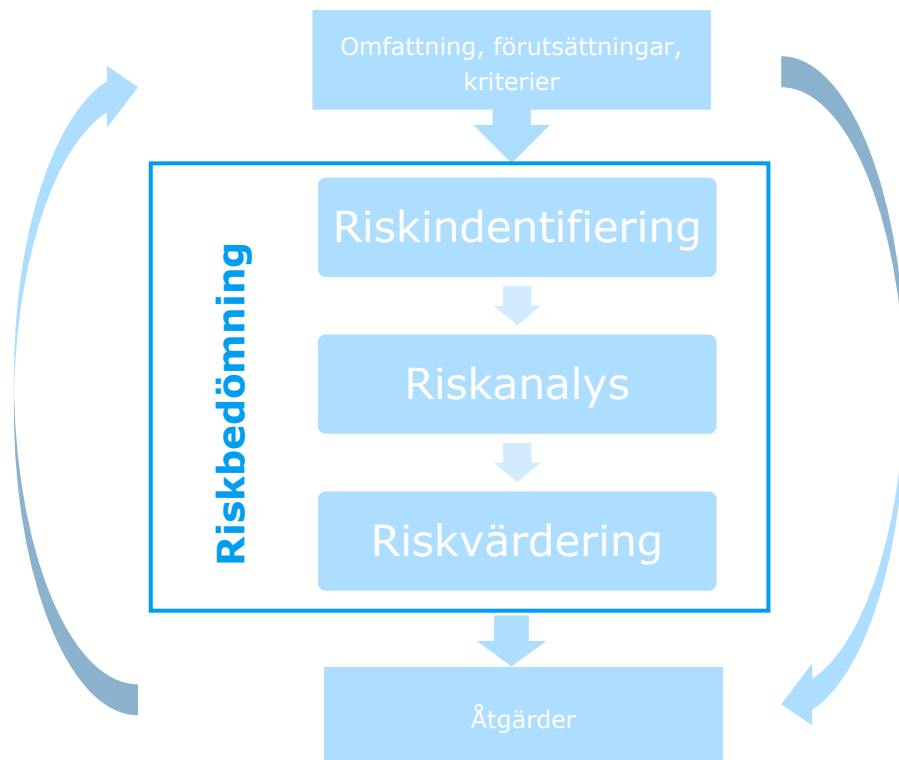 Omfattning, förutsättningar,
kriterier
Riskbedömning
Riskindentifiering
Riskanalys
Riskvärdering
Åtgärder